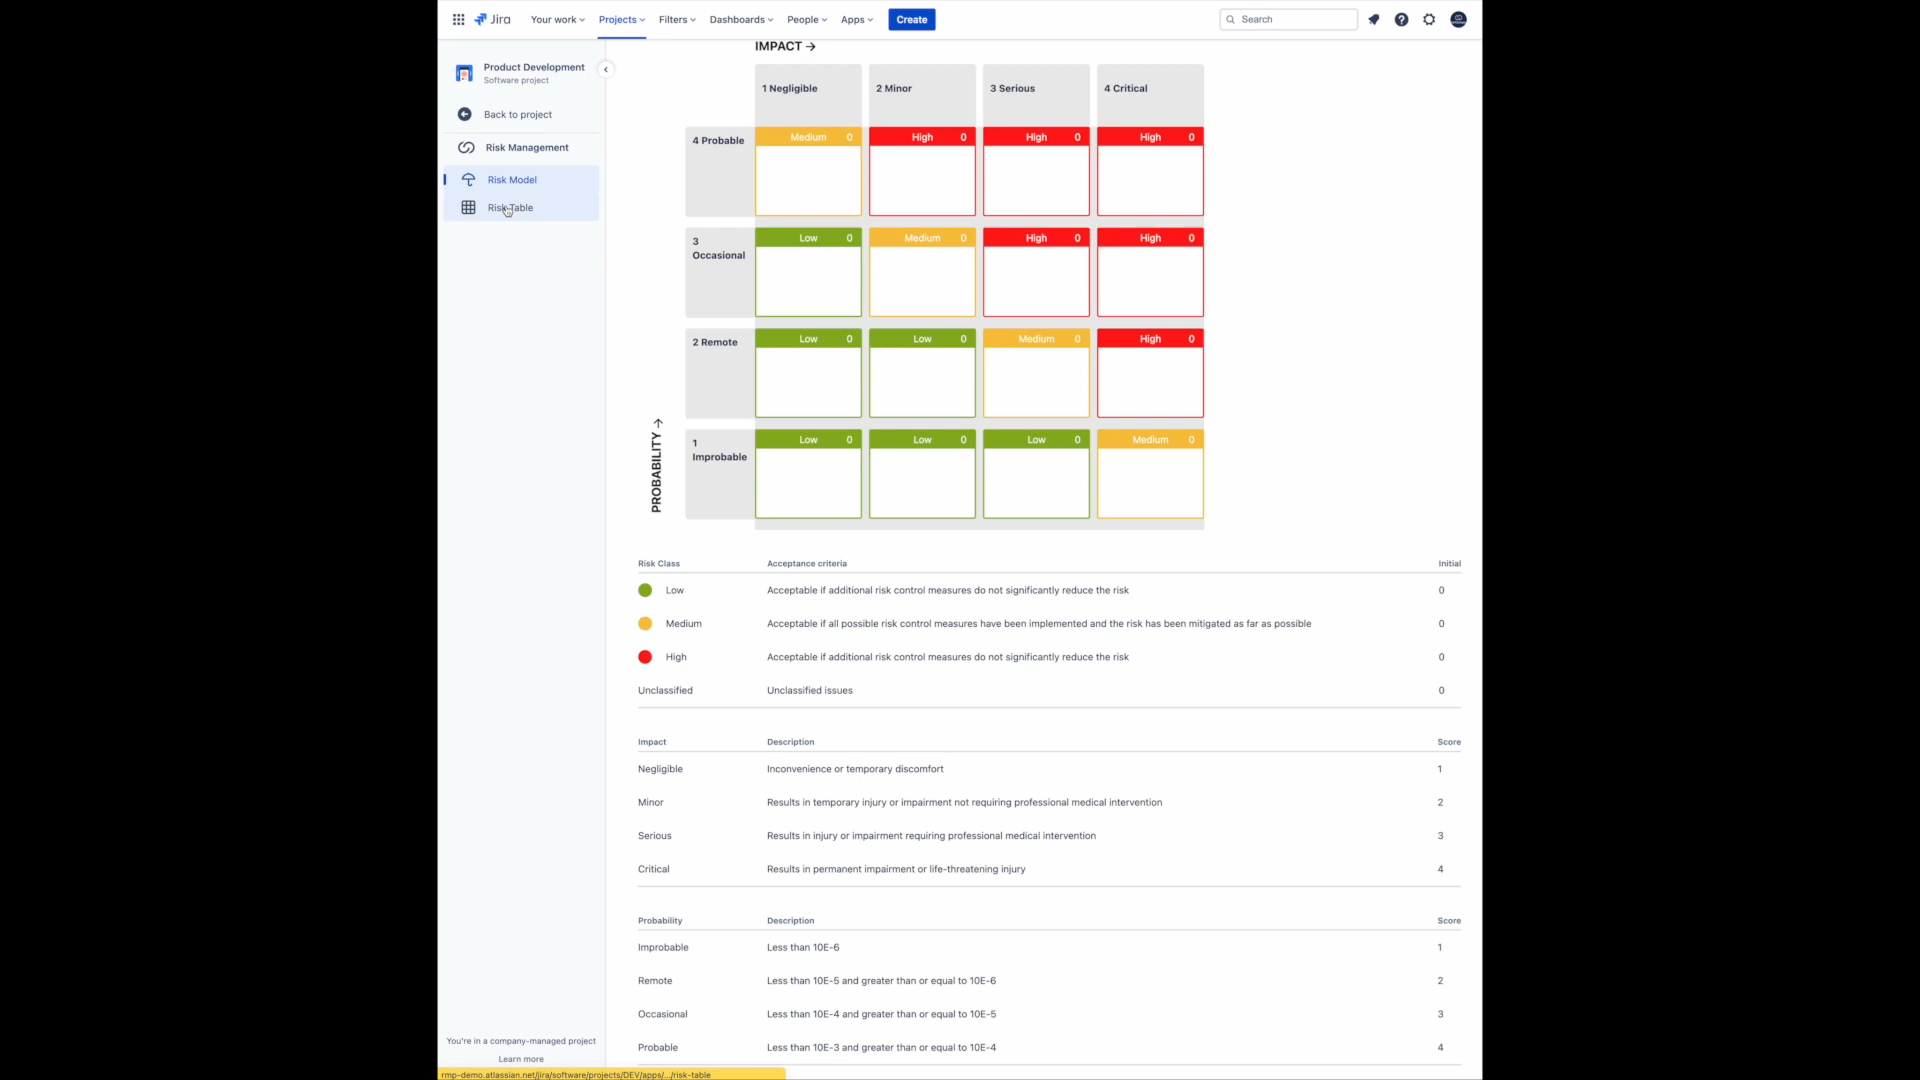 Jira Your work Projects Filters Dashboards People Apps Create Search
Product Development
Software project
Back to project
Risk Management
Risk Model
Risk Table
You're in a company-managed project
Learn more
IMPACT →
1 Negligible 2 Minor 3 Serious 4 Critical
4 Probable Medium 0 High 0 High 0 High 0
3
Occasional
Low 0 Medium 0 High 0 High 0
2 Remote Low 0 Low 0 Medium 0 High 0
1
Improbable
Low 0 Low 0 Low 0 Medium 0
PROBABILITY →
Risk Class Acceptance criteria Initial
Low Acceptable if additional risk control measures do not significantly reduce the risk 0
Medium Acceptable if all possible risk control measures have been implemented and the risk has been mitigated as far as possible 0
High Acceptable if additional risk control measures do not significantly reduce the risk 0
Unclassified Unclassified issues 0
Impact Description Score
Negligible Inconvenience or temporary discomfort 1
Minor Results in temporary injury or impairment not requiring professional medical intervention 2
Serious Results in injury or impairment requiring professional medical intervention 3
Critical Results in permanent impairment or life-threatening injury 4
Probability Description Score
Improbable Less than 10E-6 1
Remote Less than 10E-5 and greater than or equal to 10E-6 2
Occasional Less than 10E-4 and greater than or equal to 10E-5 3
Probable Less than 10E-3 and greater than or equal to 10E-4 4
rmp-demo.atlassian.net/jira/software/projects/DEV/apps/.../risk-table